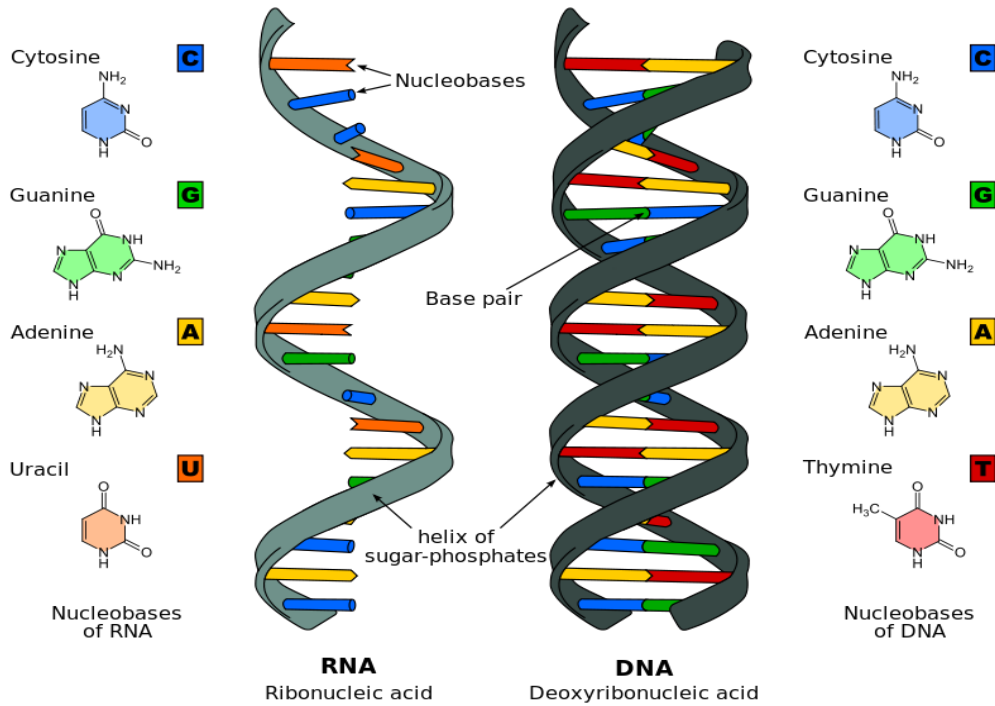 Cytosine
C
NH₂
N
N
H
O
Guanine
G
O
N
NH
N
H
N
NH₂
Adenine
A
H₂N
N
N
N
H
N
Uracil
U
O
NH
N
H
O
Nucleobases
of RNA
Nucleobases
Base pair
helix of
sugar-phosphates
RNA
Ribonucleic acid
DNA
Deoxyribonucleic acid
Cytosine
C
NH₂
N
N
H
O
Guanine
G
O
N
NH
N
H
N
NH₂
Adenine
A
H₂N
N
N
N
H
N
Thymine
T
O
H₃C
NH
N
H
O
Nucleobases
of DNA